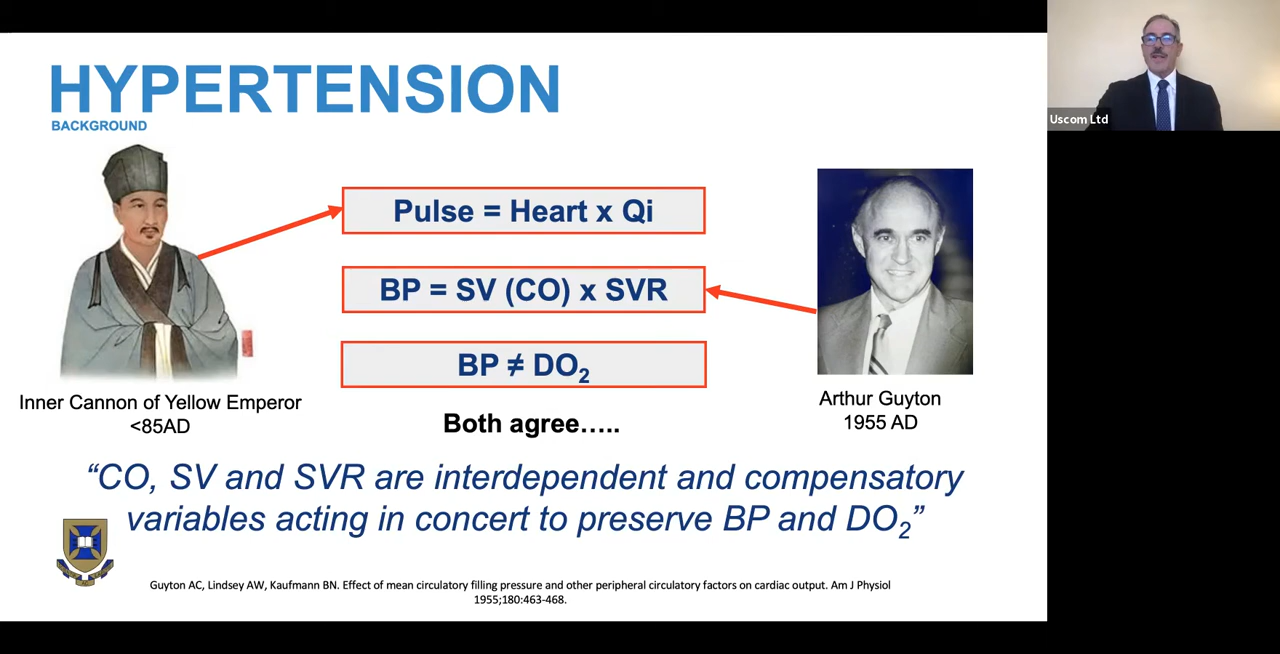 HYPERTENSION
BACKGROUND
Uscom Ltd
Pulse = Heart x Qi
BP = SV (CO) x SVR
BP ≠ DO₂
Inner Cannon of Yellow Emperor
<85AD
Arthur Guyton
1955 AD
Both agree.....
“CO, SV and SVR are interdependent and compensatory
variables acting in concert to preserve BP and DO₂”
Guyton AC, Lindsey AW, Kaufmann BN. Effect of mean circulatory filling pressure and other peripheral circulatory factors on cardiac output. Am J Physiol
1955;180:463-468.